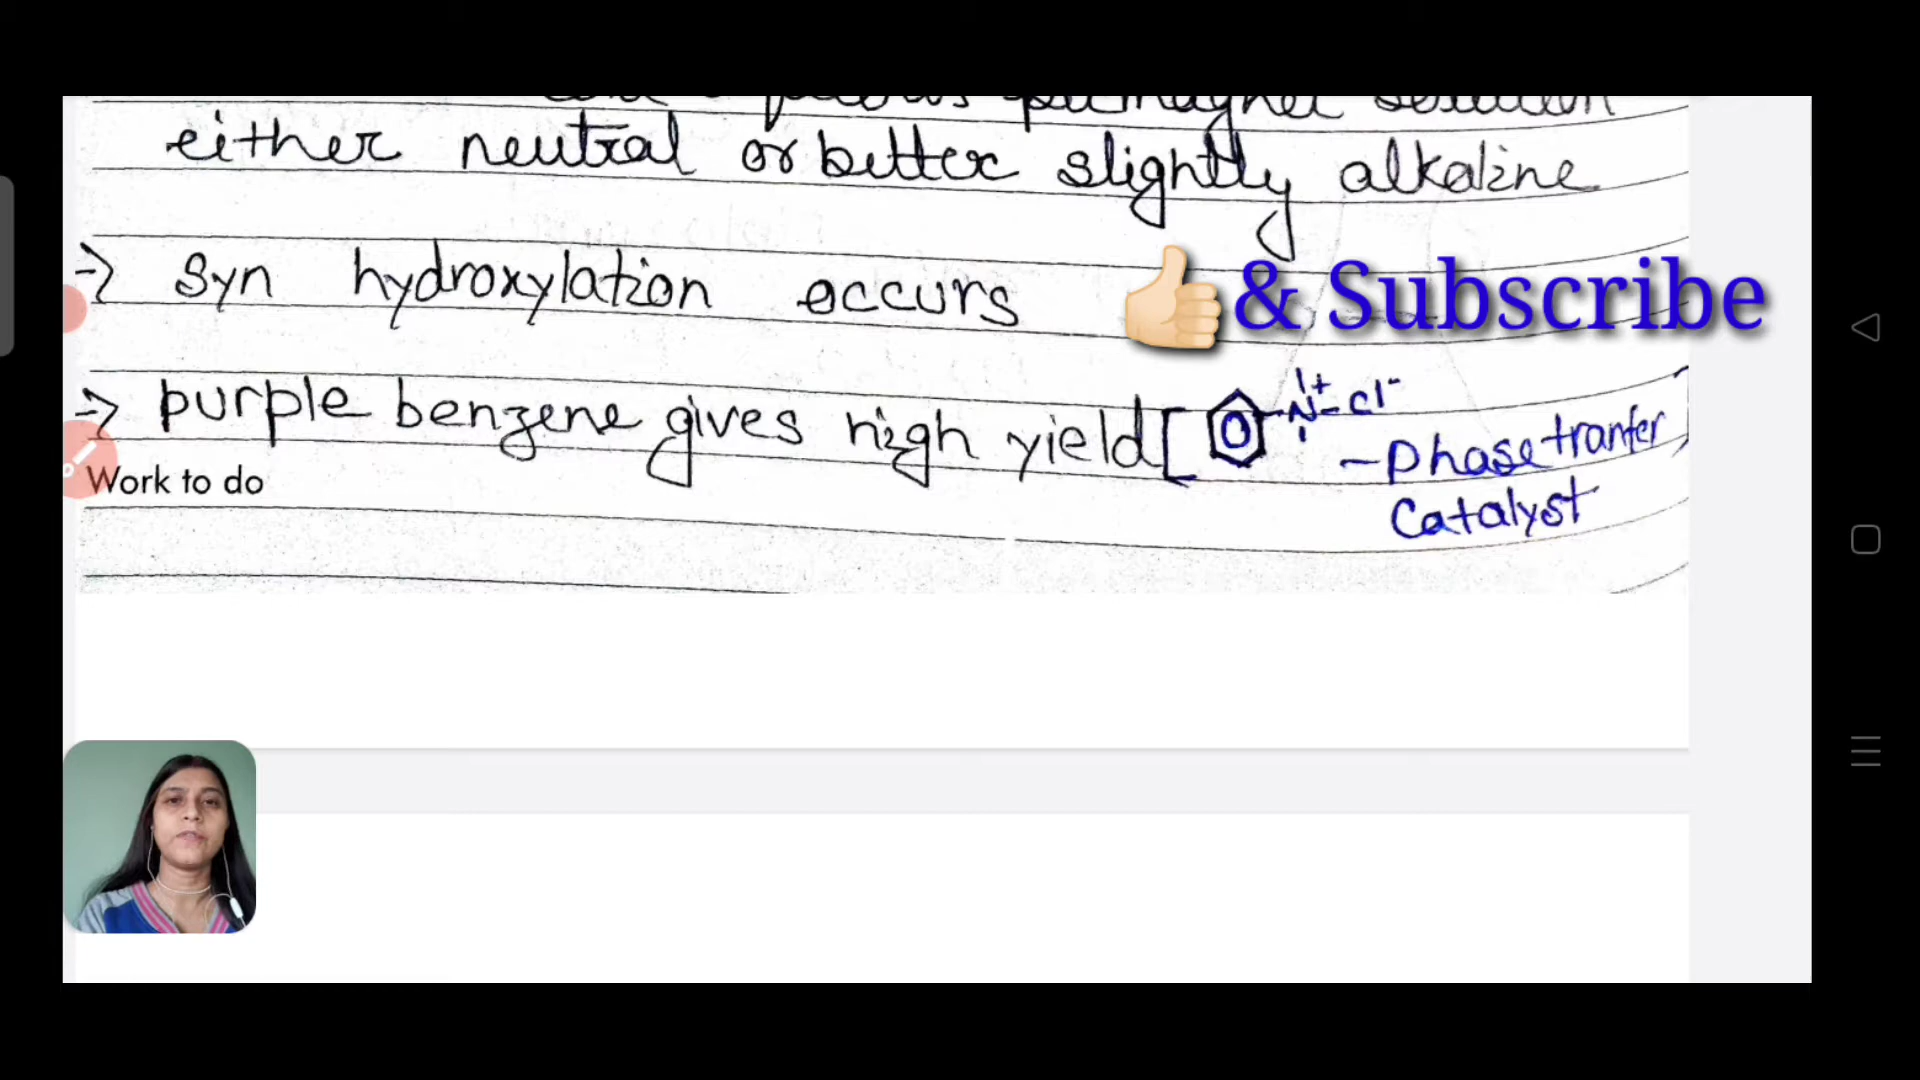 either neutral or better slightly alkaline
→ Syn hydroxylation occurs
& Subscribe
→ purple benzene gives high yield [ N+ Cl-
- Phase tranfer
Catalyst
Work to do